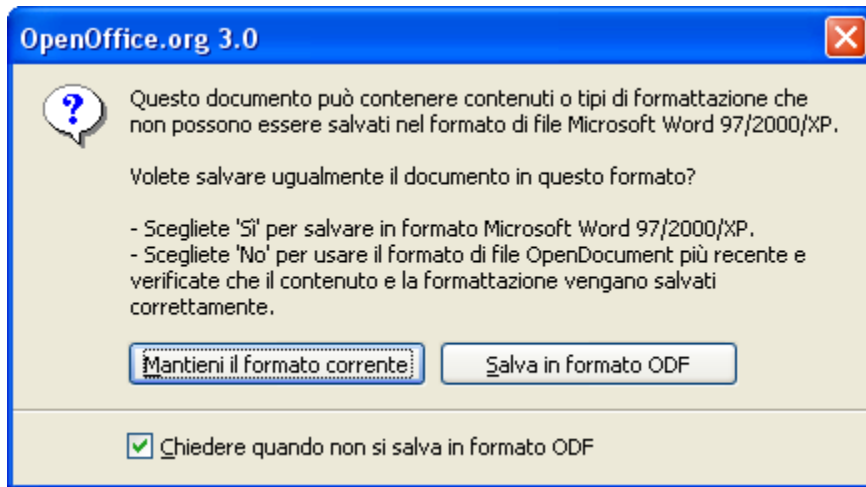 OpenOffice.org 3.0
Questo documento può contenere contenuti o tipi di formattazione che
non possono essere salvati nel formato di file Microsoft Word 97/2000/XP.
Volete salvare ugualmente il documento in questo formato?
- Scegliete 'Sì' per salvare in formato Microsoft Word 97/2000/XP.
- Scegliete 'No' per usare il formato di file OpenDocument più recente e
verificate che il contenuto e la formattazione vengano salvati
correttamente.
Mantieni il formato corrente
Salva in formato ODF
Chiedere quando non si salva in formato ODF